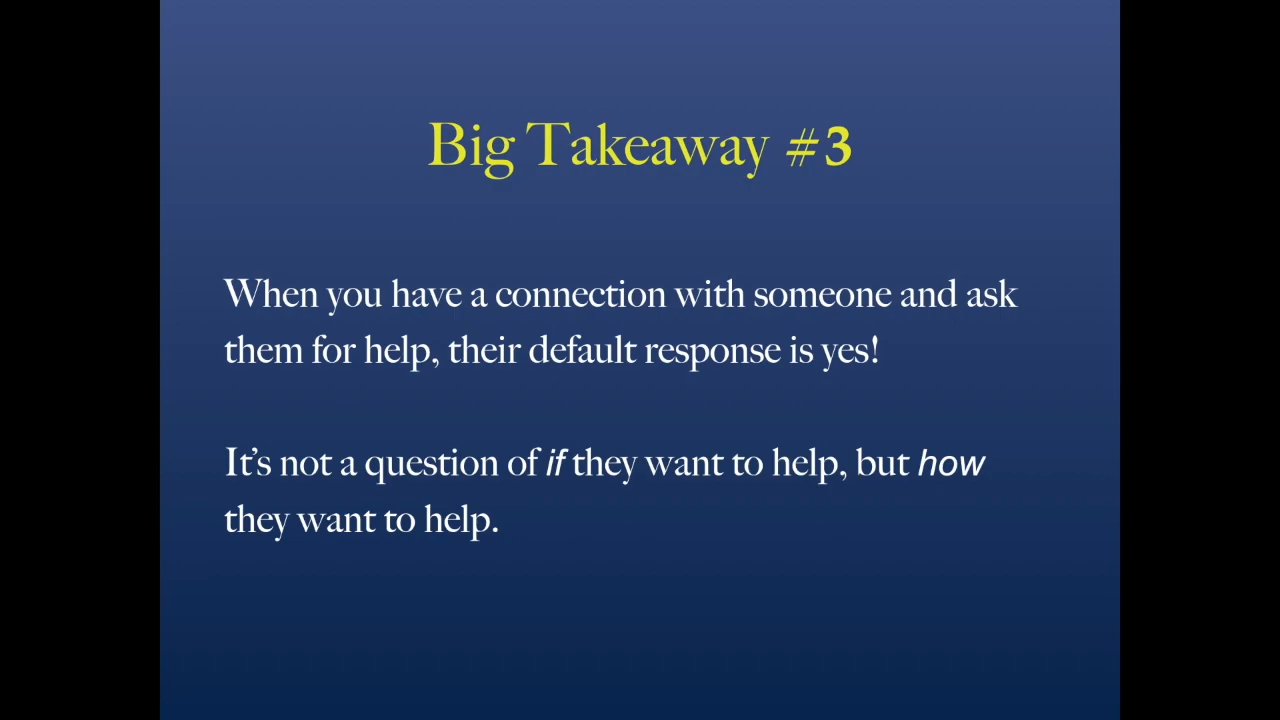 Big Takeaway #3
When you have a connection with someone and ask
them for help, their default response is yes!
It’s not a question of if they want to help, but how
they want to help.